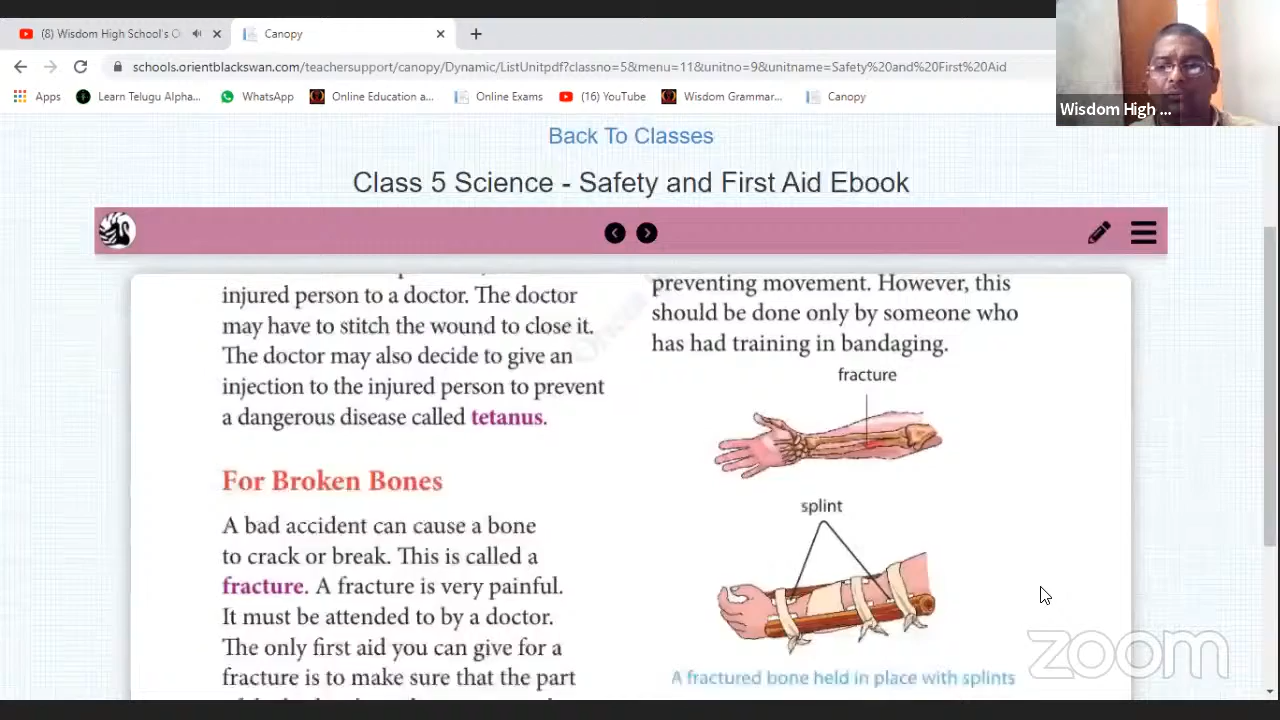 (8) Wisdom High School's O
Canopy
schools.orientblackswan.com/teachersupport/canopy/Dynamic/ListUnitpdf?classno=5&menu=11&unitno=9&unitname=Safety%20and%20First%20Aid
Apps
Learn Telugu Alpha...
WhatsApp
Online Education a...
Online Exams
(16) YouTube
Wisdom Grammar...
Canopy
Wisdom High ...
Back To Classes
Class 5 Science - Safety and First Aid Ebook
injured person to a doctor. The doctor
may have to stitch the wound to close it.
The doctor may also decide to give an
injection to the injured person to prevent
a dangerous disease called tetanus.
For Broken Bones
A bad accident can cause a bone
to crack or break. This is called a
fracture. A fracture is very painful.
It must be attended to by a doctor.
The only first aid you can give for a
fracture is to make sure that the part
preventing movement. However, this
should be done only by someone who
has had training in bandaging.
fracture
splint
A fractured bone held in place with splints
zoom